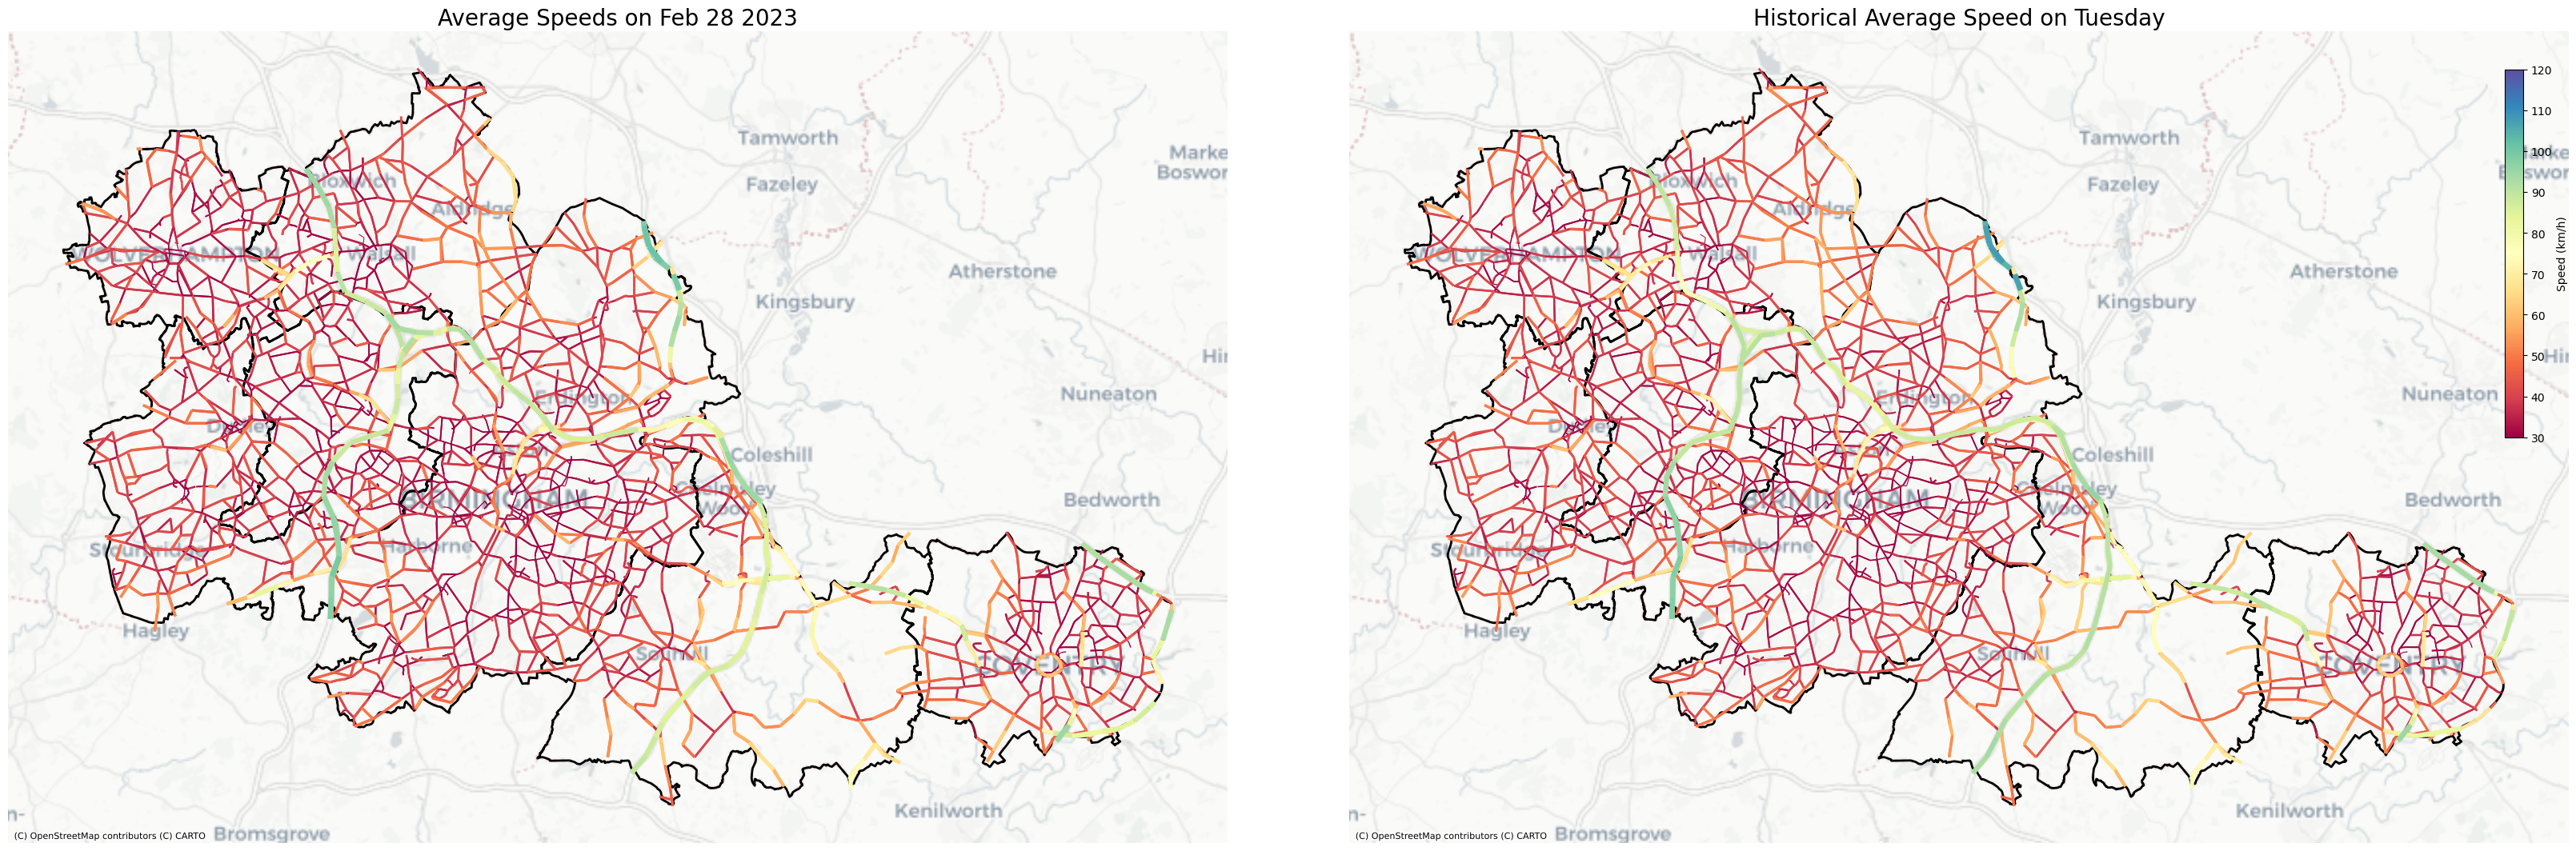 Average Speeds on Feb 28 2023
Tamworth
Marke
Boswor
Fazeley
Bloxwich
Aldridge
WOLVERHAMPTON
Walsall
Atherstone
Kingsbury
Hin
Nuneaton
Erdington
Dudley
Aston
Coleshill
Chelmsley
Wood
BIRMINGHAM
Bedworth
Stourbridge
Harborne
Hagley
Solihull
COVENTRY
Kenilworth
n-
Bromsgrove
(C) OpenStreetMap contributors (C) CARTO
Historical Average Speed on Tuesday
Tamworth
Marke
Boswor
Fazeley
Bloxwich
Aldridge
WOLVERHAMPTON
Walsall
Atherstone
Kingsbury
Hin
Nuneaton
Erdington
Dudley
Aston
Coleshill
Chelmsley
Wood
BIRMINGHAM
Bedworth
Stourbridge
Harborne
Hagley
Solihull
COVENTRY
Kenilworth
n-
Bromsgrove
(C) OpenStreetMap contributors (C) CARTO
120
110
100
90
80
70
60
50
40
30
Speed (km/h)